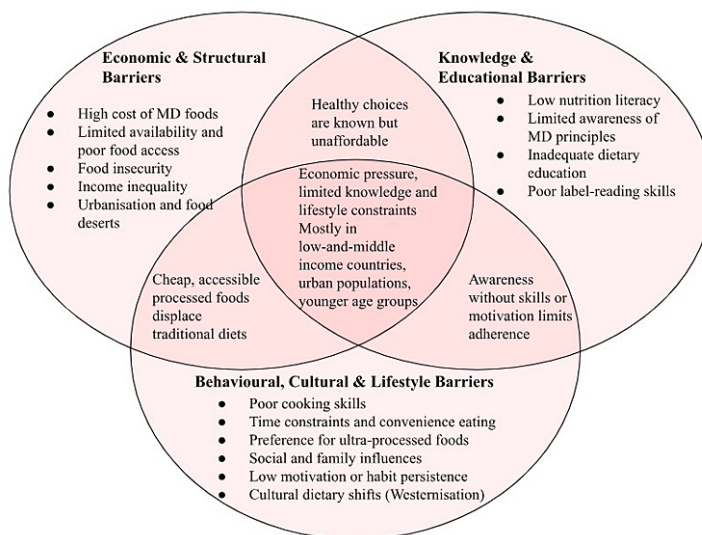 Economic & Structural
Barriers
● High cost of MD foods
● Limited availability and
poor food access
● Food insecurity
● Income inequality
● Urbanisation and food
deserts
Knowledge &
Educational Barriers
● Low nutrition literacy
● Limited awareness of
MD principles
● Inadequate dietary
education
● Poor label-reading skills
Healthy choices
are known but
unaffordable
Economic pressure,
limited knowledge and
lifestyle constraints
Mostly in
low-and-middle
income countries,
urban populations,
younger age groups
Cheap, accessible
processed foods
displace
traditional diets
Awareness
without skills or
motivation limits
adherence
Behavioural, Cultural & Lifestyle Barriers
● Poor cooking skills
● Time constraints and convenience eating
● Preference for ultra-processed foods
● Social and family influences
● Low motivation or habit persistence
● Cultural dietary shifts (Westernisation)